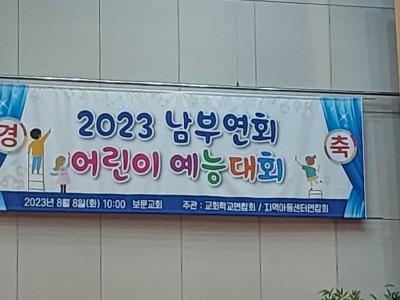 경 축
2023 남부연회
어린이 예능대회
2023년 8월 8일(화) 10:00 보문교회 주관 : 교회학교연합회 / 지역아동센터연합회